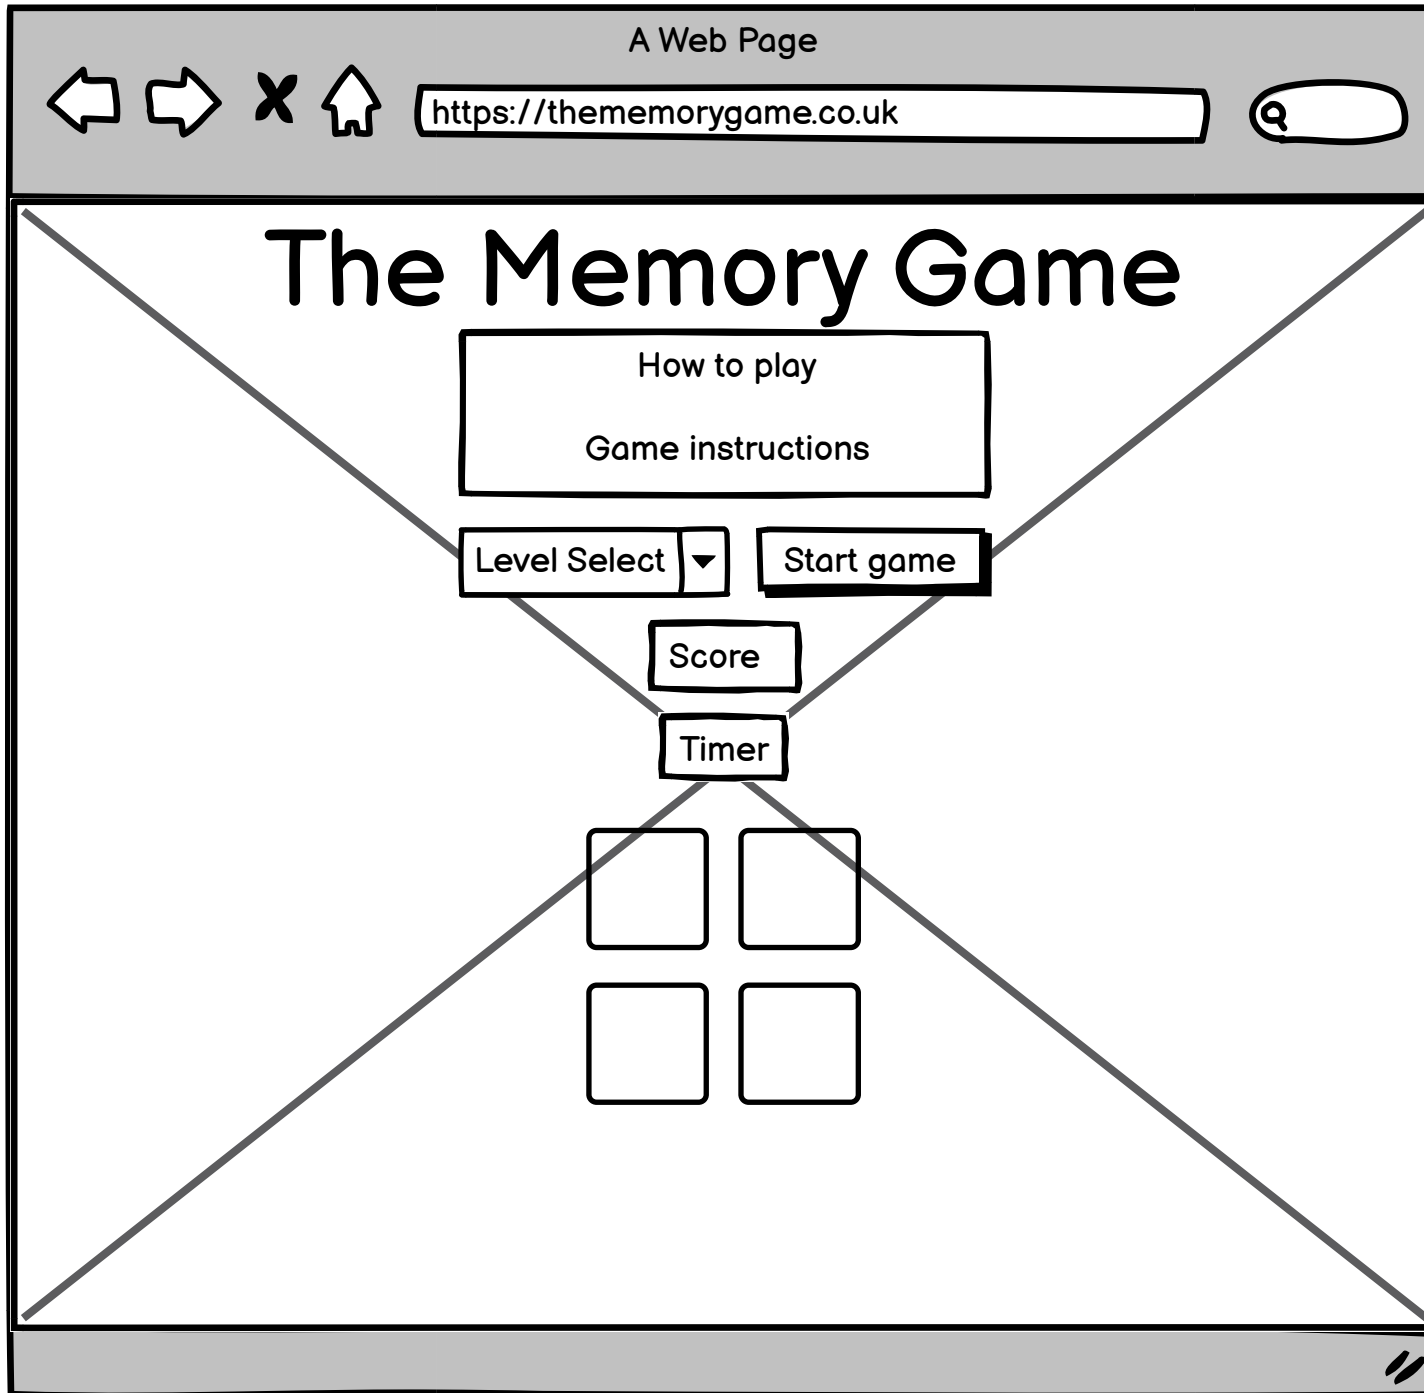 A Web Page
https://thememorygame.co.uk
The Memory Game
How to play
Game instructions
Level Select
Start game
Score
Timer